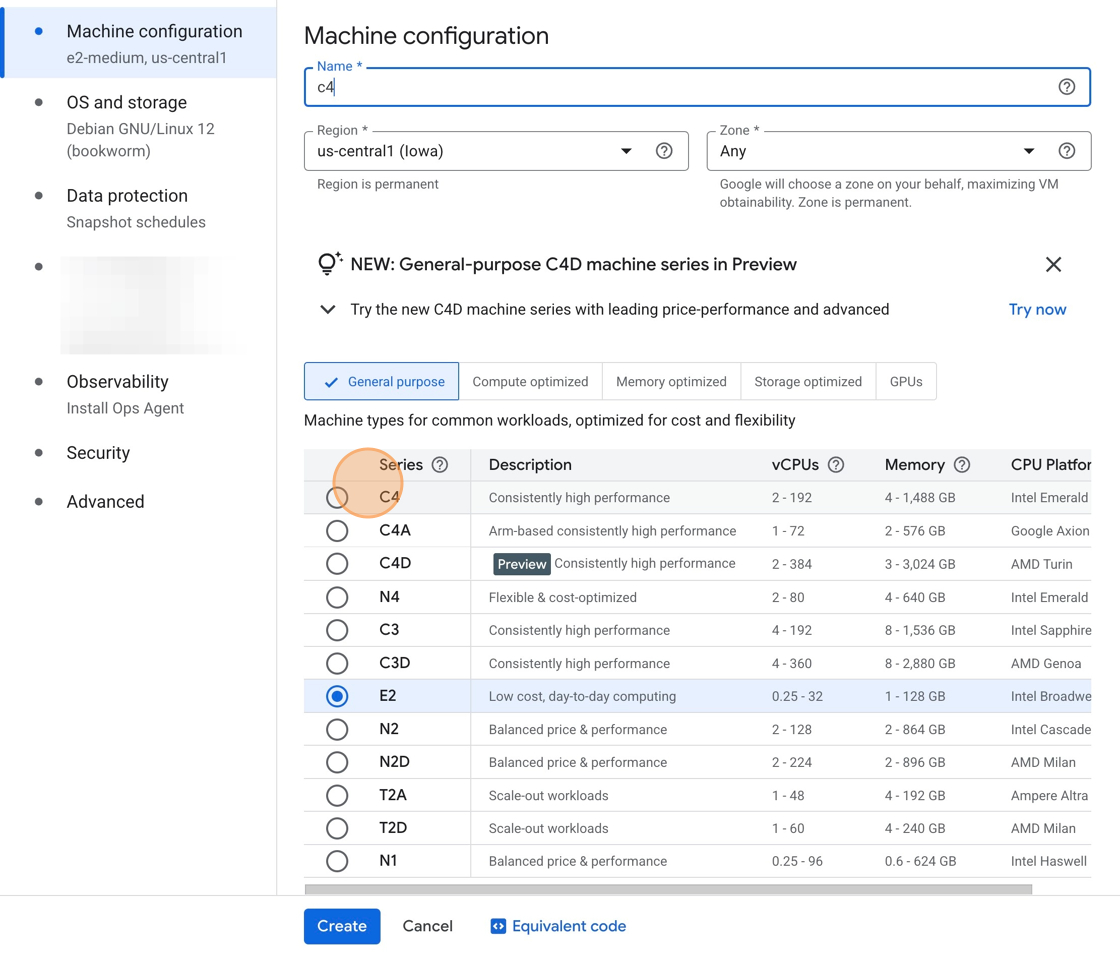 Machine configuration
e2-medium, us-central1
OS and storage
Debian GNU/Linux 12
(bookworm)
Data protection
Snapshot schedules
Observability
Install Ops Agent
Security
Advanced
Machine configuration
Name *
c4
Region *
us-central1 (Iowa)
Region is permanent
Zone *
Any
Google will choose a zone on your behalf, maximizing VM
obtainability. Zone is permanent.
NEW: General-purpose C4D machine series in Preview
Try the new C4D machine series with leading price-performance and advanced
Try now
General purpose Compute optimized Memory optimized Storage optimized GPUs
Machine types for common workloads, optimized for cost and flexibility
Series Description vCPUs Memory CPU Platfor
C4 Consistently high performance 2 - 192 4 - 1,488 GB Intel Emerald
C4A Arm-based consistently high performance 1 - 72 2 - 576 GB Google Axion
C4D Preview Consistently high performance 2 - 384 3 - 3,024 GB AMD Turin
N4 Flexible & cost-optimized 2 - 80 4 - 640 GB Intel Emerald
C3 Consistently high performance 4 - 192 8 - 1,536 GB Intel Sapphire
C3D Consistently high performance 4 - 360 8 - 2,880 GB AMD Genoa
E2 Low cost, day-to-day computing 0.25 - 32 1 - 128 GB Intel Broadwe
N2 Balanced price & performance 2 - 128 2 - 864 GB Intel Cascade
N2D Balanced price & performance 2 - 224 2 - 896 GB AMD Milan
T2A Scale-out workloads 1 - 48 4 - 192 GB Ampere Altra
T2D Scale-out workloads 1 - 60 4 - 240 GB AMD Milan
N1 Balanced price & performance 0.25 - 96 0.6 - 624 GB Intel Haswell
Create Cancel Equivalent code